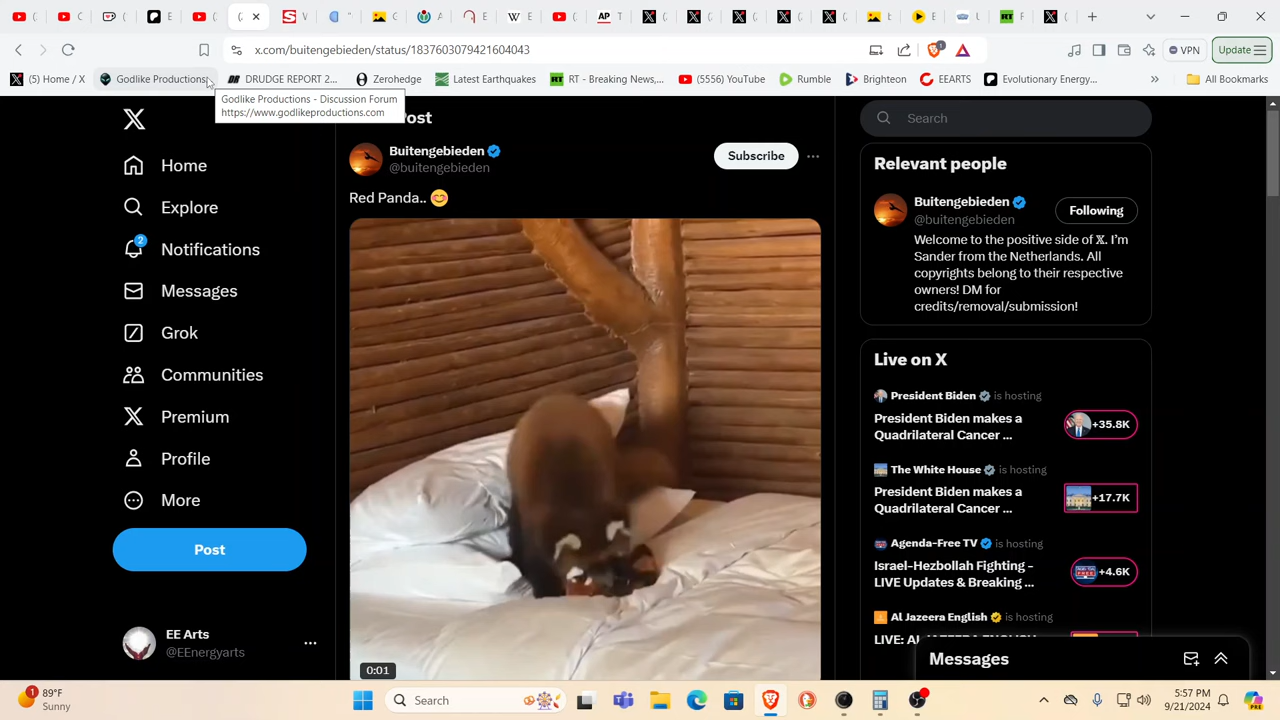 (
x.com/buitengebieden/status/1837603079421604043
1
VPN
Update
(5) Home / X
Godlike Productions
DRUDGE REPORT 2...
Zerohedge
Latest Earthquakes
RT - Breaking News,...
(5555) YouTube
Rumble
Brighteon
EEARTS
Evolutionary Energy...
»
All Bookmarks
Godlike Productions - Discussion Forum
https://www.godlikeproductions.com
Post
Home
Explore
2
Notifications
Messages
Grok
Communities
Premium
Profile
More
Post
EE Arts
@EEnergyarts
Buitengebieden
@buitengebieden
Subscribe
Red Panda.. 😊
0:01
Search
Relevant people
Buitengebieden
@buitengebieden
Following
Welcome to the positive side of 𝕏. I'm
Sander from the Netherlands. All
copyrights belong to their respective
owners! DM for
credits/removal/submission!
Live on X
President Biden is hosting
President Biden makes a
Quadrilateral Cancer ...
+35.8K
The White House is hosting
President Biden makes a
Quadrilateral Cancer ...
+17.7K
Agenda-Free TV is hosting
Israel-Hezbollah Fighting -
LIVE Updates & Breaking ...
+4.6K
Al Jazeera English is hosting
Messages
1
89°F
Sunny
Search
5:57 PM
9/21/2024